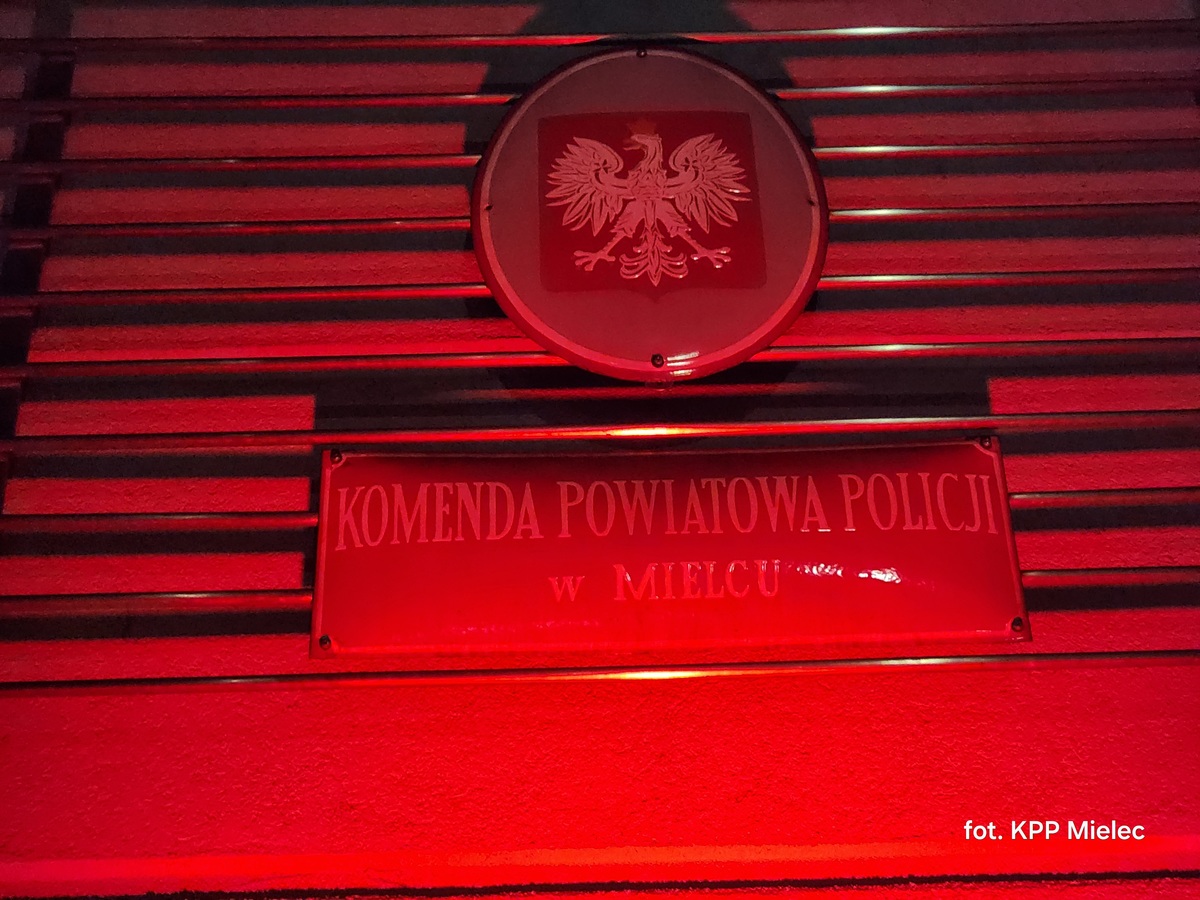 KOMENDA POWIATOWA POLICJI
w MIELCU
fot. KPP Mielec